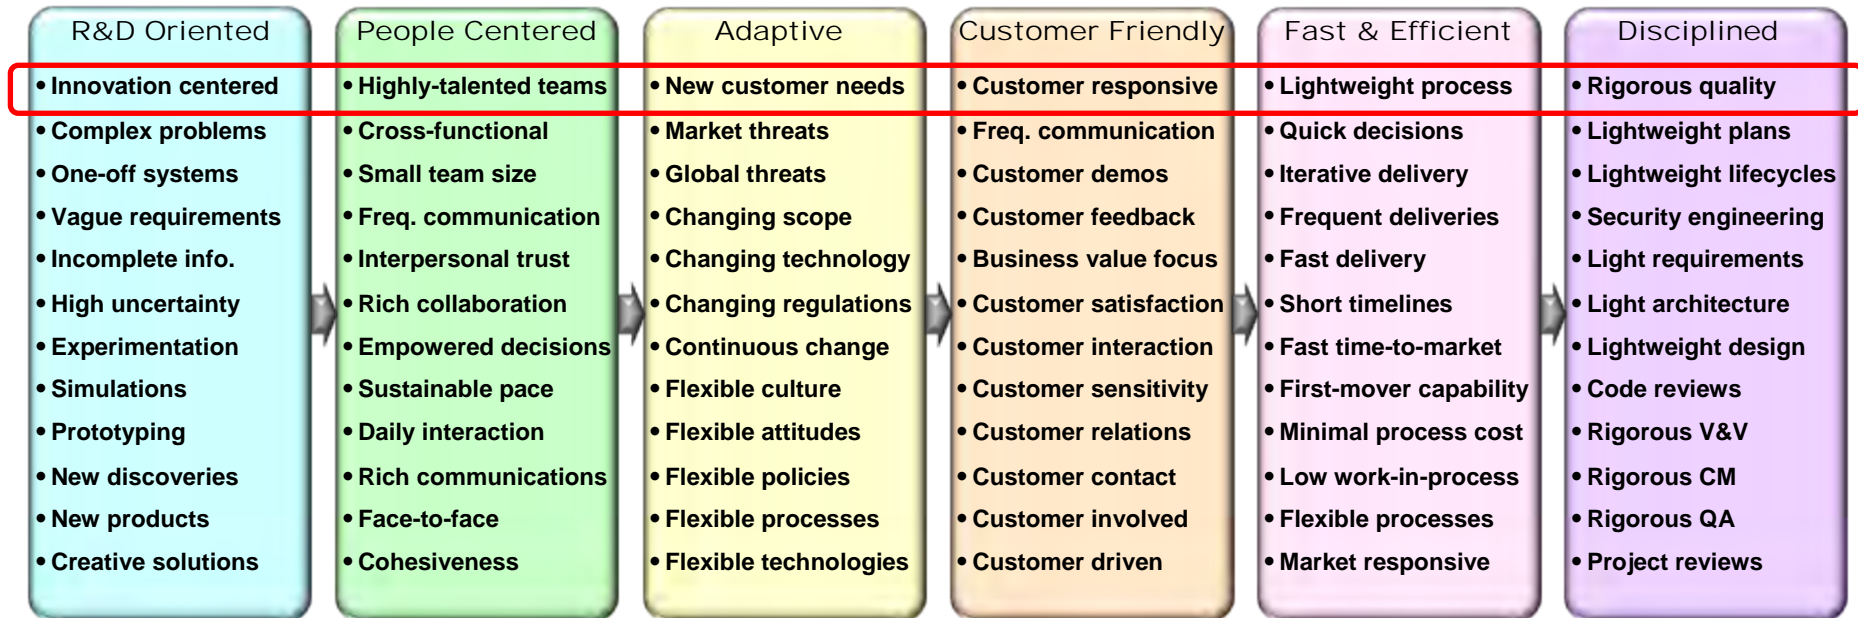 R&D Oriented
• Innovation centered
• Complex problems
• One-off systems
• Vague requirements
• Incomplete info.
• High uncertainty
• Experimentation
• Simulations
• Prototyping
• New discoveries
• New products
• Creative solutions
People Centered
• Highly-talented teams
• Cross-functional
• Small team size
• Freq. communication
• Interpersonal trust
• Rich collaboration
• Empowered decisions
• Sustainable pace
• Daily interaction
• Rich communications
• Face-to-face
• Cohesiveness
Adaptive
• New customer needs
• Market threats
• Global threats
• Changing scope
• Changing technology
• Changing regulations
• Continuous change
• Flexible culture
• Flexible attitudes
• Flexible policies
• Flexible processes
• Flexible technologies
Customer Friendly
• Customer responsive
• Freq. communication
• Customer demos
• Customer feedback
• Business value focus
• Customer satisfaction
• Customer interaction
• Customer sensitivity
• Customer relations
• Customer contact
• Customer involved
• Customer driven
Fast & Efficient
• Lightweight process
• Quick decisions
• Iterative delivery
• Frequent deliveries
• Fast delivery
• Short timelines
• Fast time-to-market
• First-mover capability
• Minimal process cost
• Low work-in-process
• Flexible processes
• Market responsive
Disciplined
• Rigorous quality
• Lightweight plans
• Lightweight lifecycles
• Security engineering
• Light requirements
• Light architecture
• Lightweight design
• Code reviews
• Rigorous V&V
• Rigorous CM
• Rigorous QA
• Project reviews